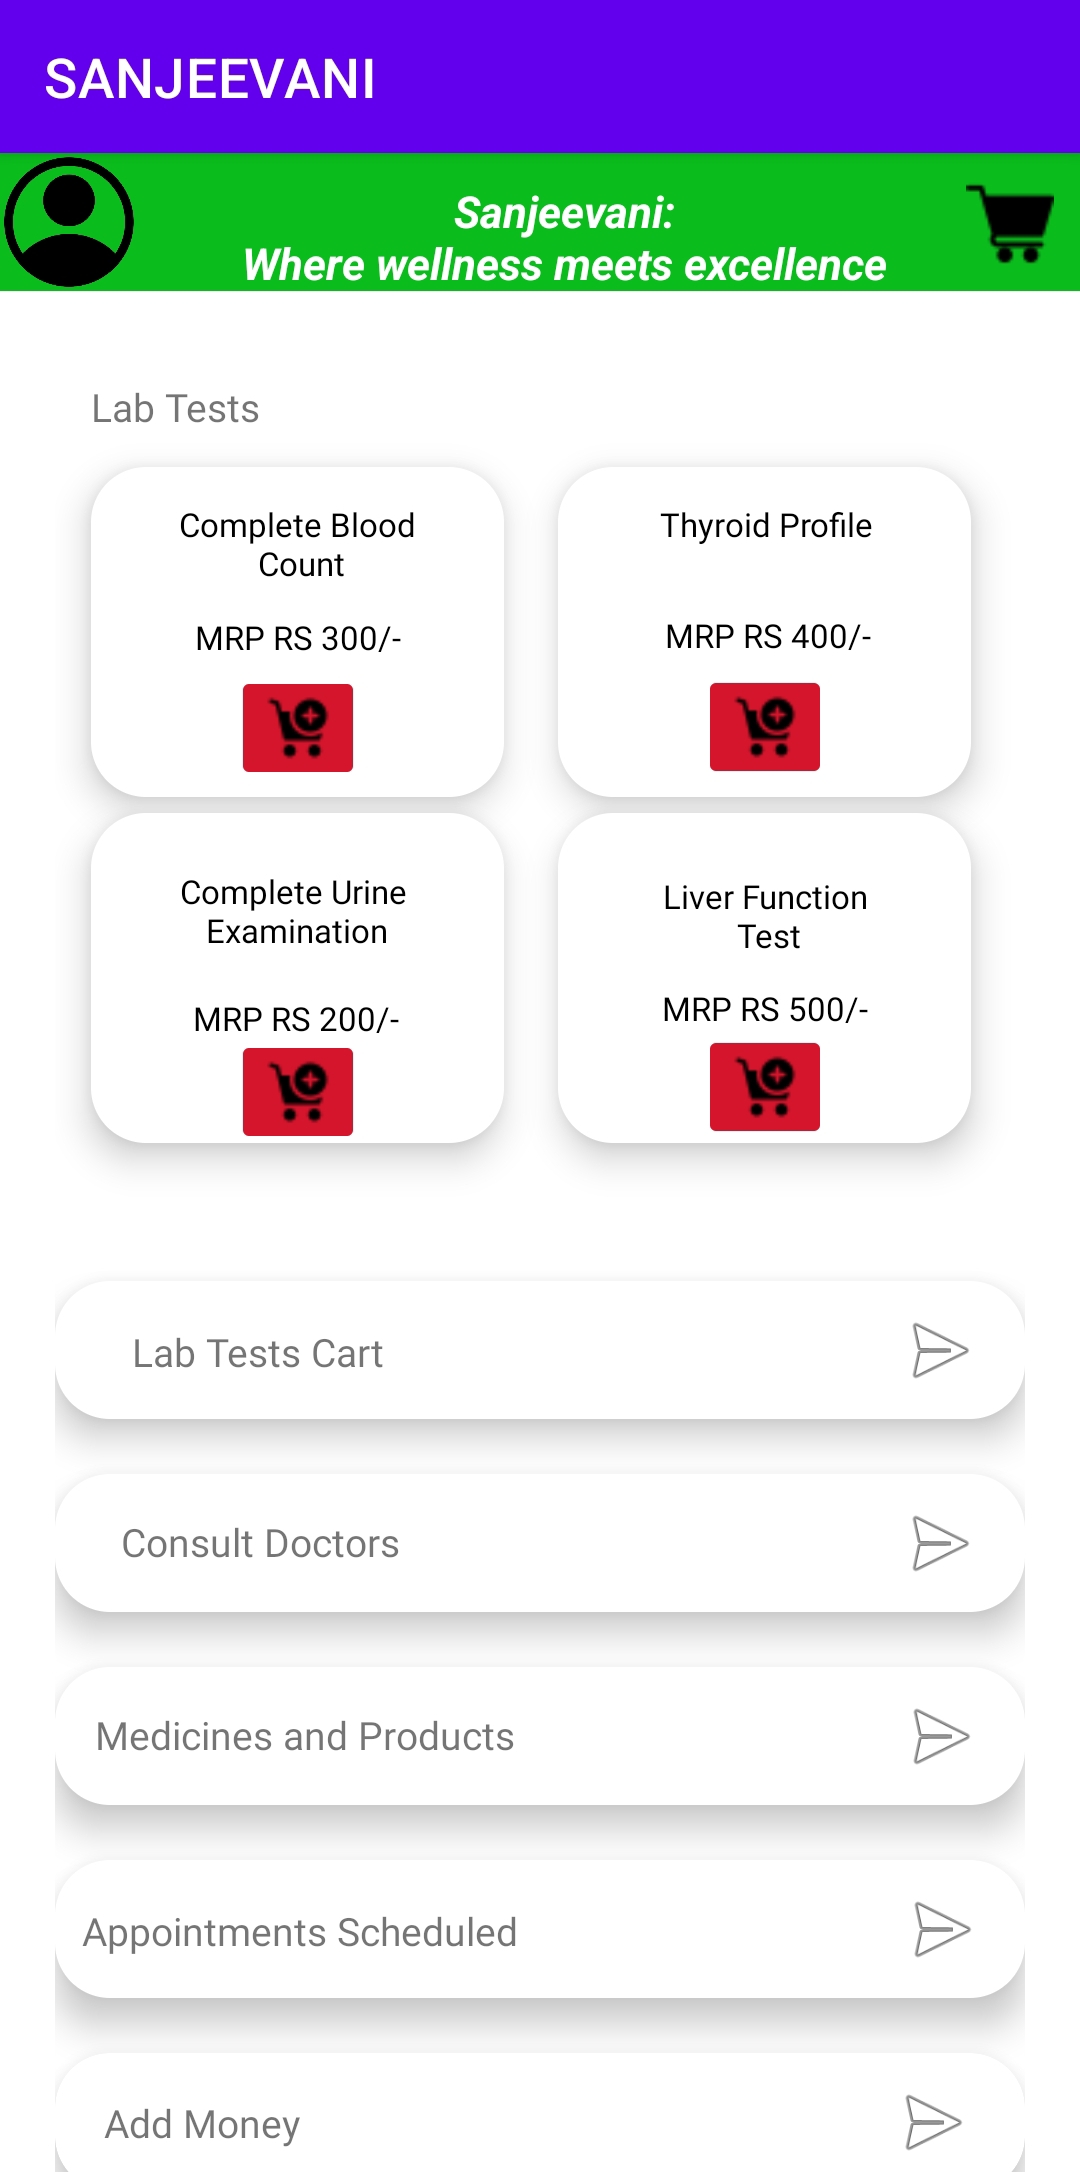 SANJEEVANI
Sanjeevani:
Where wellness meets excellence
Lab Tests
Complete Blood
Count
MRP RS 300/-
Thyroid Profile
MRP RS 400/-
Complete Urine
Examination
MRP RS 200/-
Liver Function
Test
MRP RS 500/-
Lab Tests Cart
Consult Doctors
Medicines and Products
Appointments Scheduled
Add Money